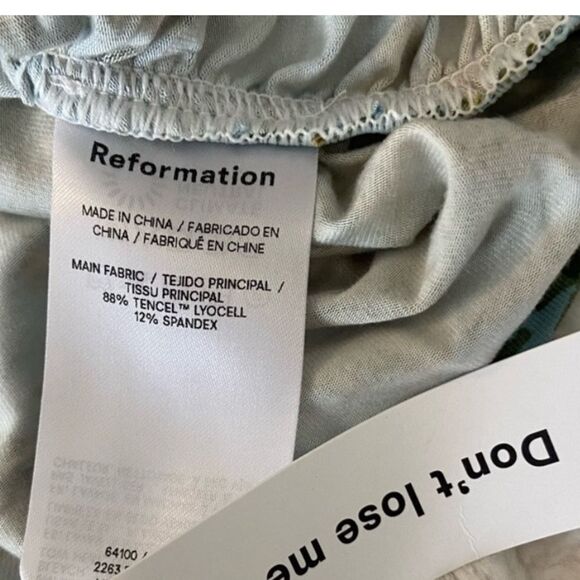 Reformation
MADE IN CHINA / FABRICADO EN
CHINA / FABRIQUÉ EN CHINE
MAIN FABRIC / TEJIDO PRINCIPAL /
TISSU PRINCIPAL
88% TENCEL™ LYOCELL
12% SPANDEX
64100 /
2263
Don't lose me